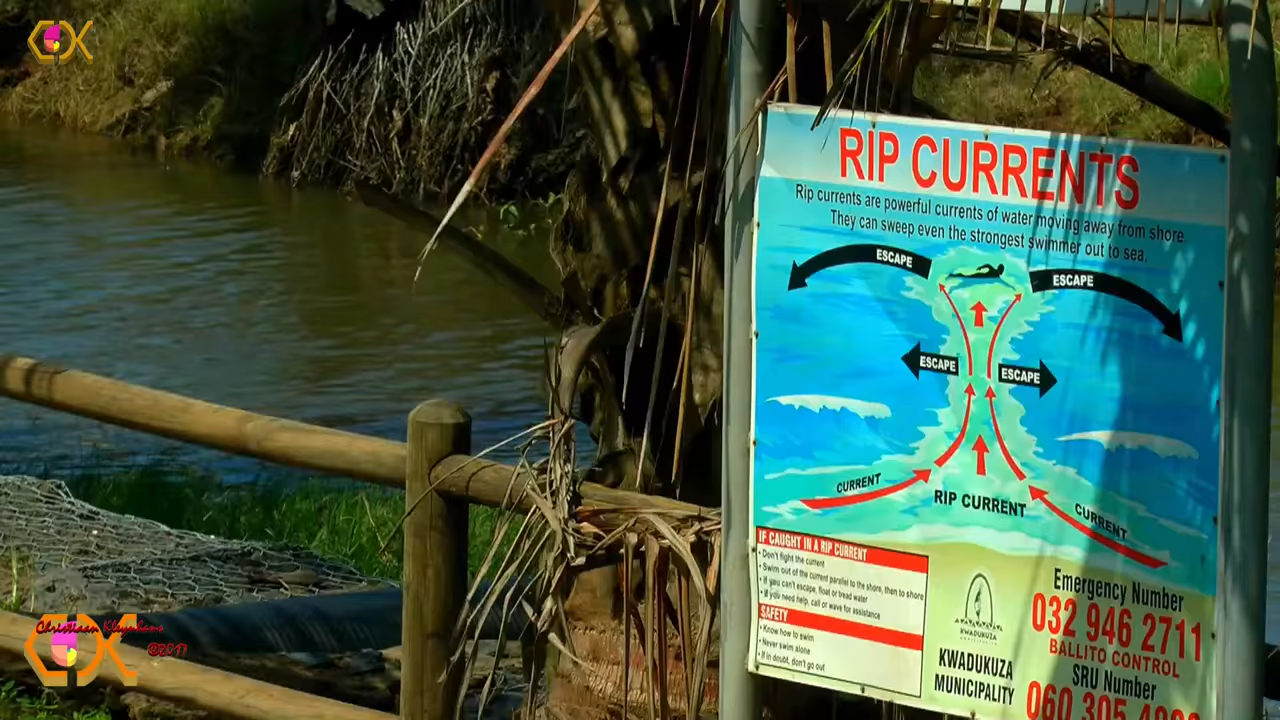 RIP CURRENTS
Rip currents are powerful currents of water moving away from shore.
They can sweep even the strongest swimmer out to sea.
ESCAPE
ESCAPE
ESCAPE
ESCAPE
CURRENT
RIP CURRENT
CURRENT
IF CAUGHT IN A RIP CURRENT
• Don't fight the current
• Swim out of the current parallel to the shore, then to shore
• If you can't escape, float or tread water
• If you need help, call or wave for assistance
SAFETY
• Know how to swim
• Never swim alone
• If in doubt, don't go out
KWADUKUZA
KWADUKUZA
MUNICIPALITY
Emergency Number
032 946 2711
BALLITO CONTROL
SRU Number
060 305
©2017